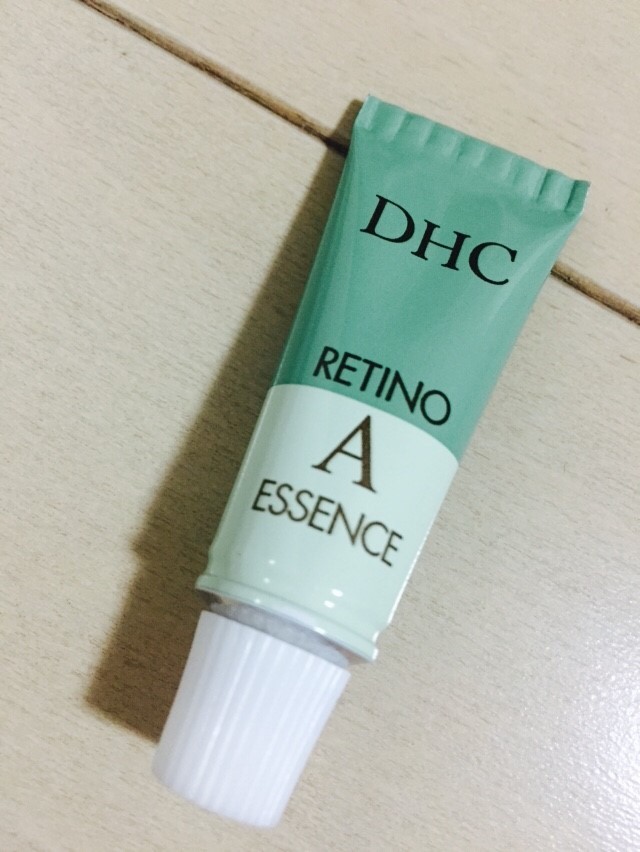 DHC
RETINO
A
ESSENCE